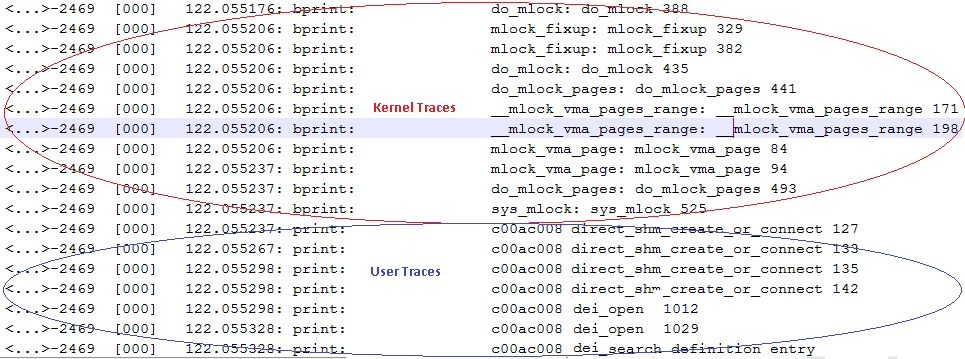 <...>-2469 [000] 122.055176: bprint: do_mlock: do_mlock 388
<...>-2469 [000] 122.055206: bprint: mlock_fixup: mlock_fixup 329
<...>-2469 [000] 122.055206: bprint: mlock_fixup: mlock_fixup 382
<...>-2469 [000] 122.055206: bprint: do_mlock: do_mlock 435
<...>-2469 [000] 122.055206: bprint: do_mlock_pages: do_mlock_pages 441
<...>-2469 [000] 122.055206: bprint: Kernel Traces __mlock_vma_pages_range: __mlock_vma_pages_range 171
<...>-2469 [000] 122.055206: bprint: __mlock_vma_pages_range: __mlock_vma_pages_range 198
<...>-2469 [000] 122.055206: bprint: mlock_vma_page: mlock_vma_page 84
<...>-2469 [000] 122.055237: bprint: mlock_vma_page: mlock_vma_page 94
<...>-2469 [000] 122.055237: bprint: do_mlock_pages: do_mlock_pages 493
<...>-2469 [000] 122.055237: bprint: sys_mlock: sys_mlock 525
<...>-2469 [000] 122.055237: print: c00ac008 direct_shm_create_or_connect 127
<...>-2469 [000] 122.055267: print: c00ac008 direct_shm_create_or_connect 133
<...>-2469 [000] 122.055298: print: User Traces c00ac008 direct_shm_create_or_connect 135
<...>-2469 [000] 122.055298: print: c00ac008 direct_shm_create_or_connect 142
<...>-2469 [000] 122.055298: print: c00ac008 dei_open 1012
<...>-2469 [000] 122.055328: print: c00ac008 dei_open 1029
<...>-2469 [000] 122.055328: print: c00ac008 dei_search definition entry